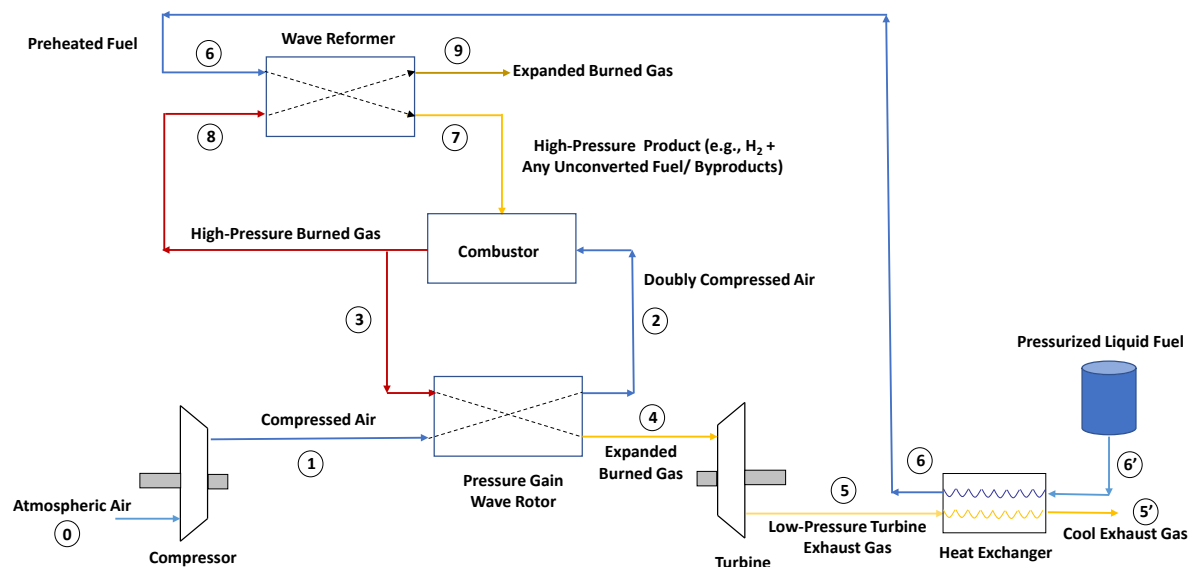 Preheated Fuel
6
Wave Reformer
9
Expanded Burned Gas
8
7
High-Pressure Product (e.g., H₂ +
Any Unconverted Fuel/ Byproducts)
High-Pressure Burned Gas
Combustor
Doubly Compressed Air
3
2
Pressurized Liquid Fuel
Compressed Air
1
4
Expanded
Burned Gas
6
6’
Atmospheric Air
0
Pressure Gain
Wave Rotor
5
5’
Low-Pressure Turbine
Exhaust Gas
Cool Exhaust Gas
Compressor
Turbine
Heat Exchanger